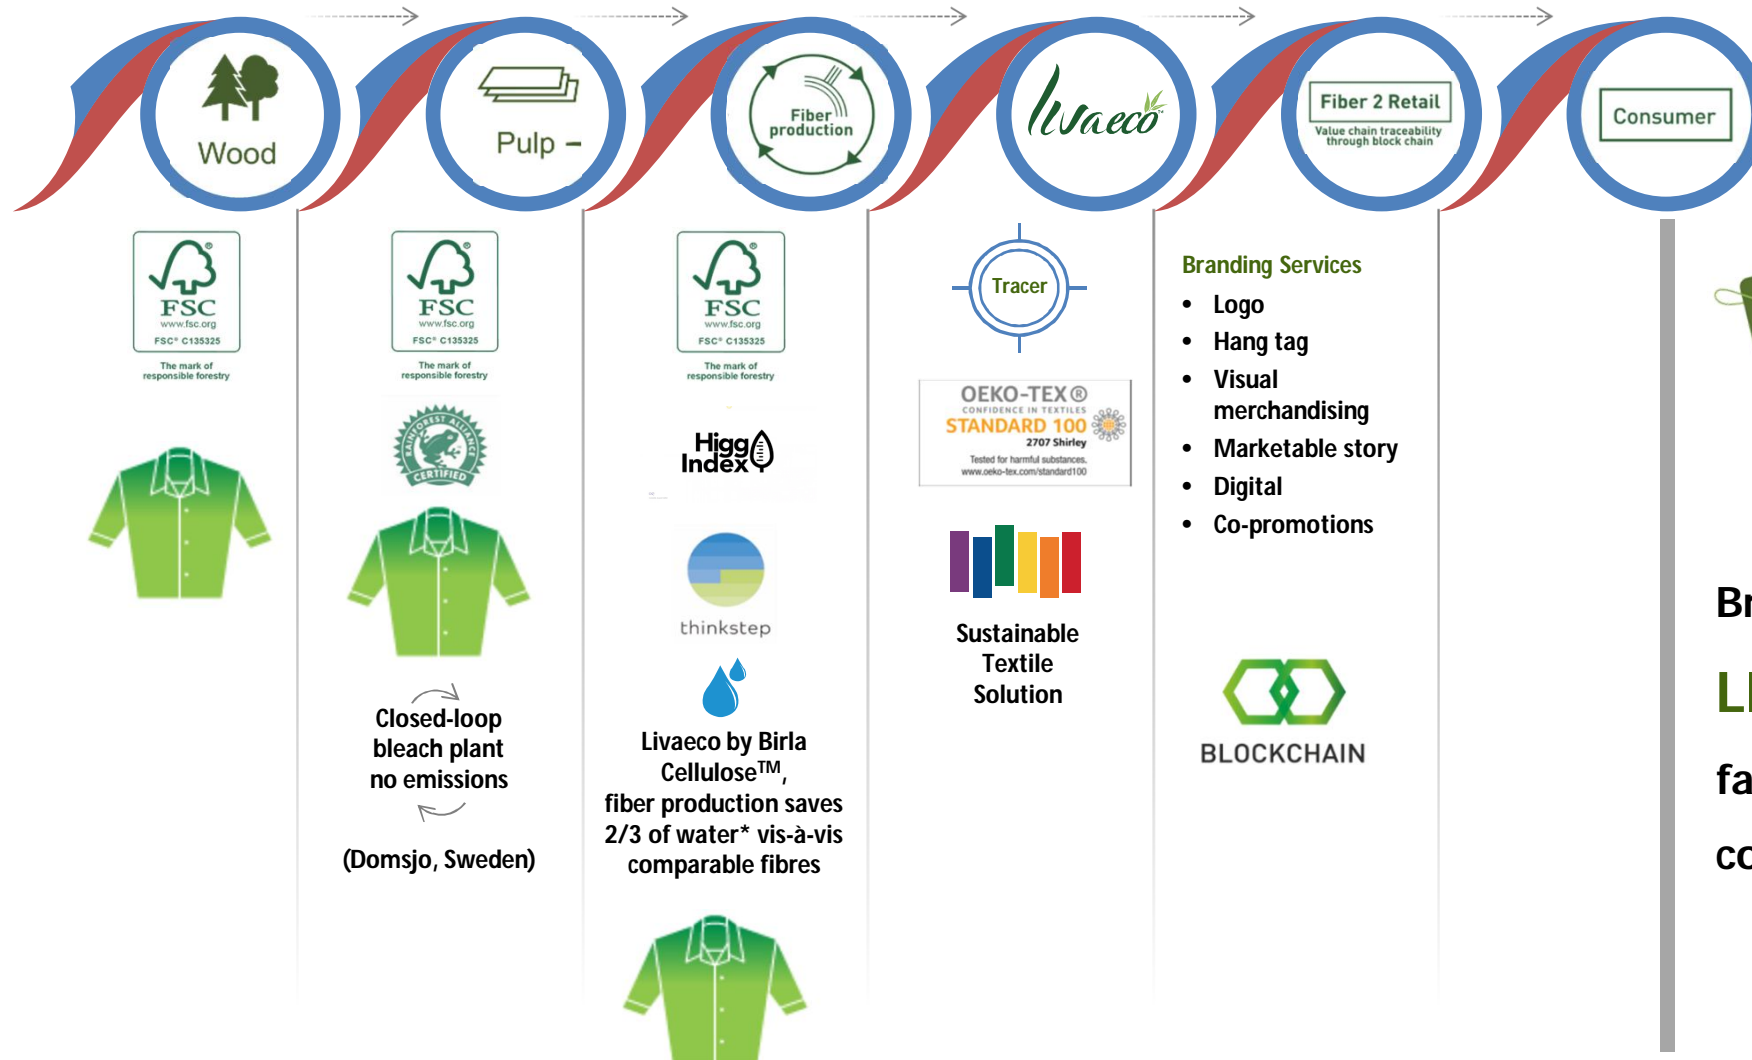 Wood
Pulp –
Fiber
production
Livaeco
Fiber 2 Retail
Value chain traceability
through block chain
Consumer
FSC
www.fsc.org
FSC® C135325
The mark of
responsible forestry
FSC
www.fsc.org
FSC® C135325
The mark of
responsible forestry
RAINFOREST ALLIANCE
CERTIFIED
Closed-loop
bleach plant
no emissions
(Domsjo, Sweden)
FSC
www.fsc.org
FSC® C135325
The mark of
responsible forestry
Higg
Index
thinkstep
Livaeco by Birla
Cellulose™,
fiber production saves
2/3 of water* vis-à-vis
comparable fibres
Tracer
OEKO-TEX®
CONFIDENCE IN TEXTILES
STANDARD 100
2707 Shirley
Tested for harmful substances.
www.oeko-tex.com/standard100
Sustainable
Textile
Solution
Branding Services
• Logo
• Hang tag
• Visual
merchandising
• Marketable story
• Digital
• Co-promotions
BLOCKCHAIN